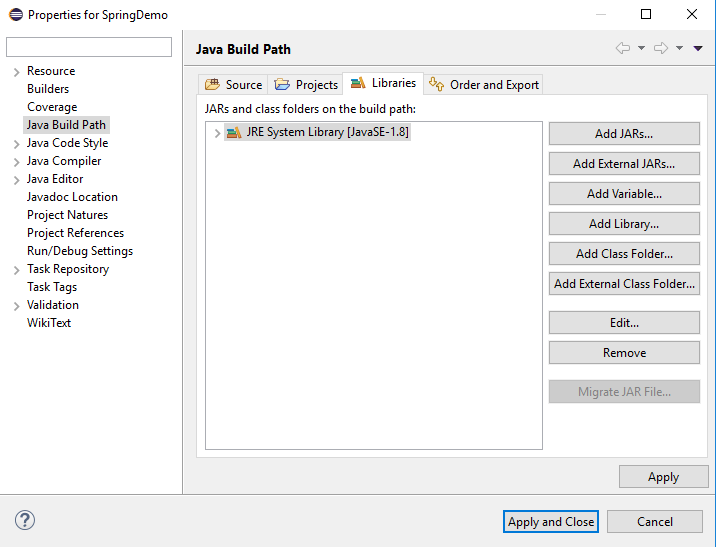 Properties for SpringDemo
Java Build Path
Resource
Builders
Coverage
Java Build Path
Java Code Style
Java Compiler
Java Editor
Javadoc Location
Project Natures
Project References
Run/Debug Settings
Task Repository
Task Tags
Validation
WikiText
Source Projects Libraries Order and Export
JARs and class folders on the build path:
JRE System Library [JavaSE-1.8]
Add JARs...
Add External JARs...
Add Variable...
Add Library...
Add Class Folder...
Add External Class Folder...
Edit...
Remove
Migrate JAR File...
Apply
?
Apply and Close Cancel